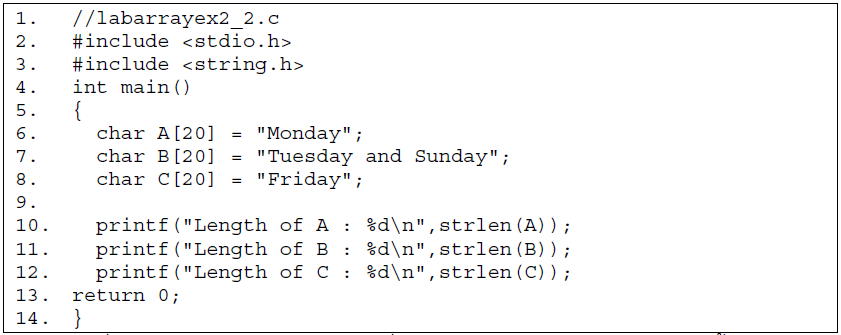 1. //labarrayex2_2.c
2. #include <stdio.h>
3. #include <string.h>
4. int main()
5. {
6. char A[20] = "Monday";
7. char B[20] = "Tuesday and Sunday";
8. char C[20] = "Friday";
9.
10. printf("Length of A : %d\n",strlen(A));
11. printf("Length of B : %d\n",strlen(B));
12. printf("Length of C : %d\n",strlen(C));
13. return 0;
14. }